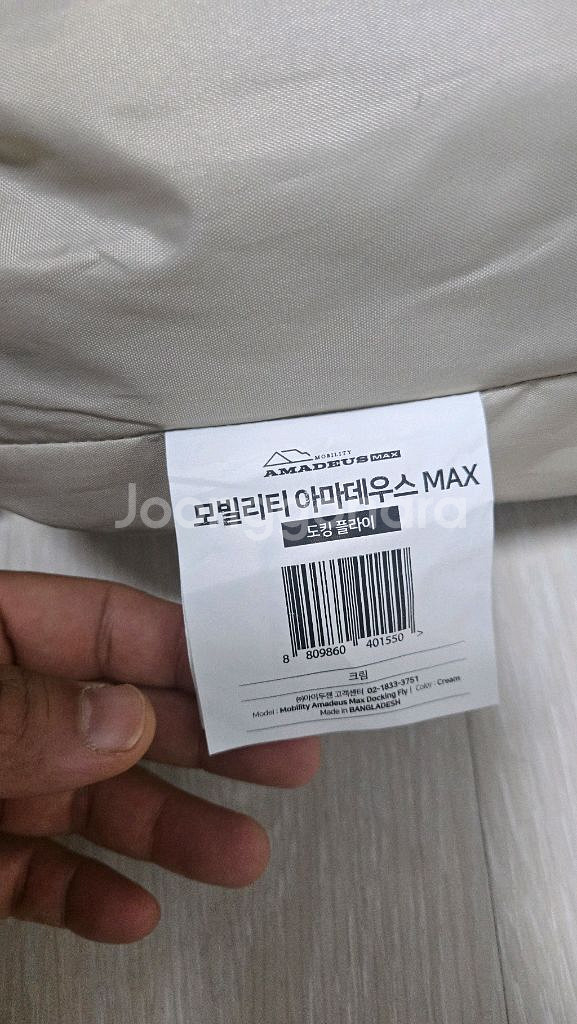 MOBILITY
AMADEUS MAX
모빌리티 아마데우스 MAX
Joonggonara
도킹 플라이
8 809860 401550 >
크림
㈜아이두젠 고객센터 02-1833-3751
Model : Mobility Amadeus Max Docking Fly | Color : Cream
Made in BANGLADESH